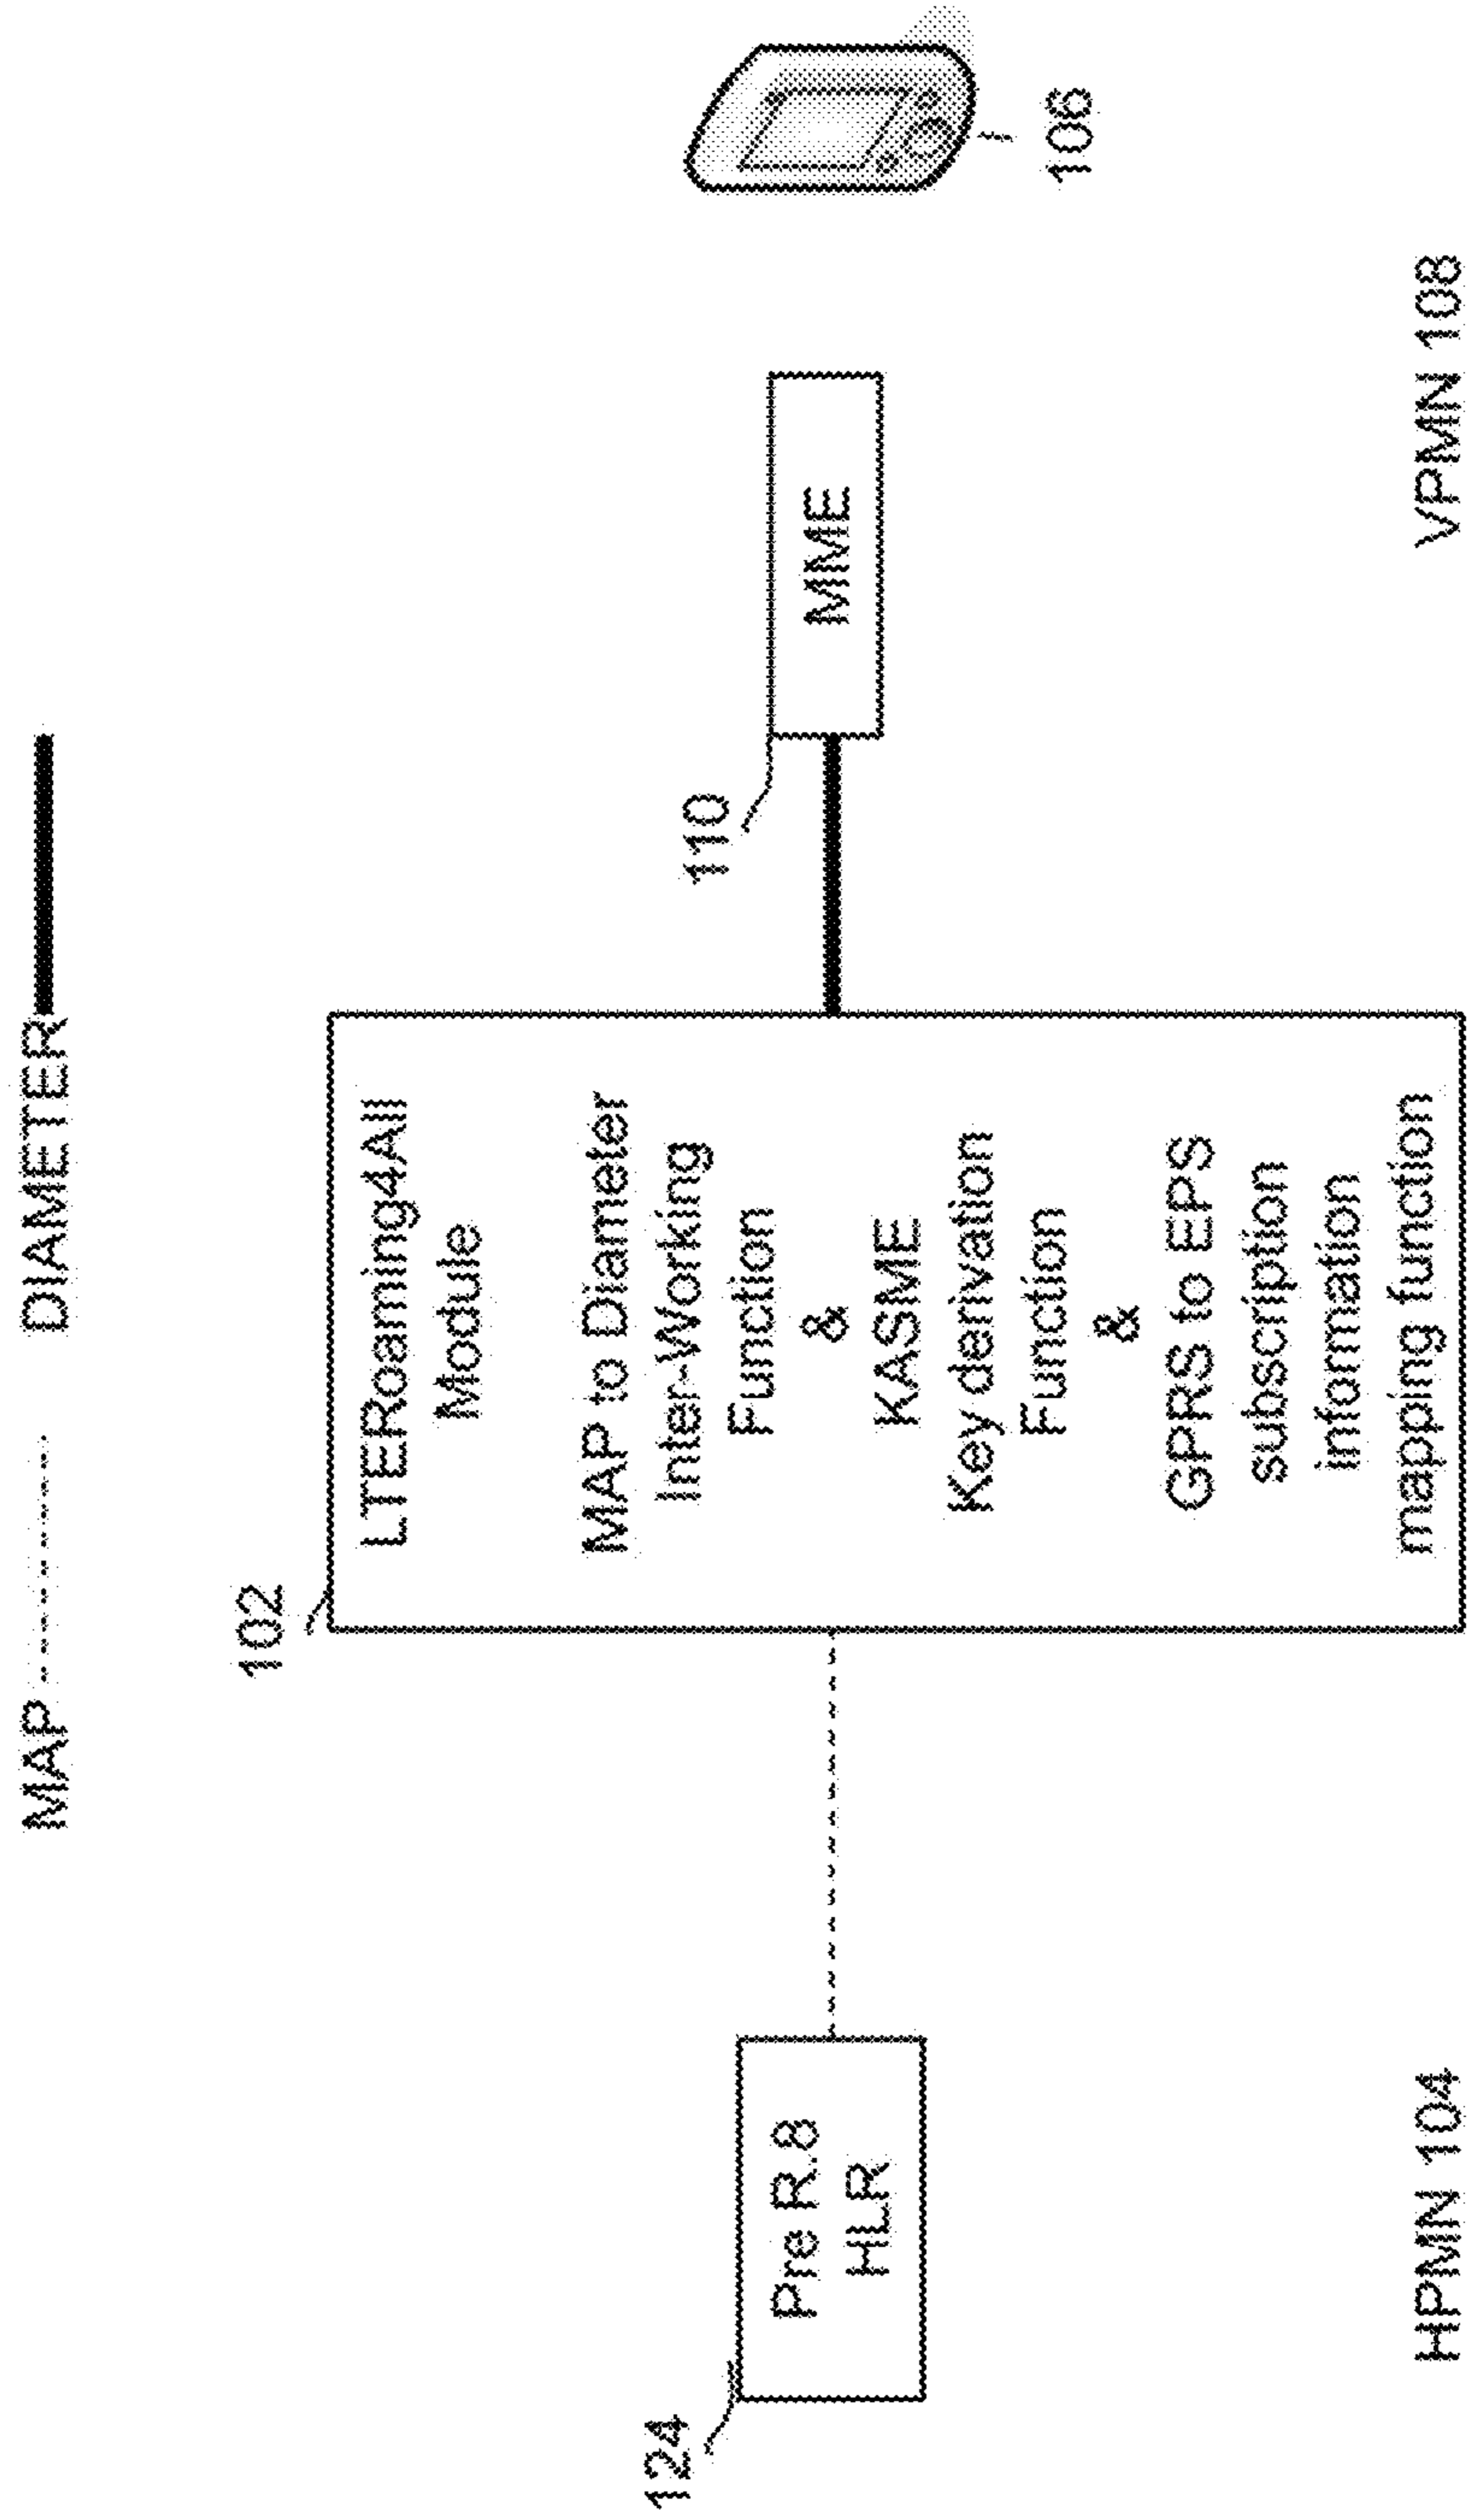 MAP
DIAMETER
102
LTERoaming4All
Module
MAP to Diameter
Inter-Working
Function
&
KASME
Key derivation
Function
&
GPRS to EPS
subscription
information
mapping function
124
Pre R.8
HLR
110
MME
106
HPMN 104
VPMN 108